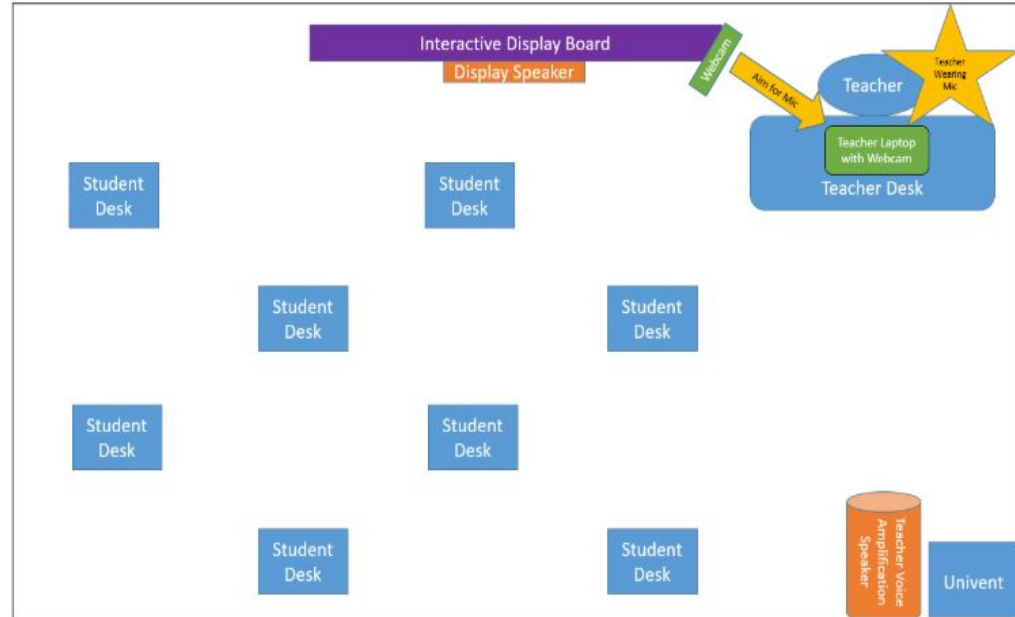 Interactive Display Board
Display Speaker
Webcam
Aim for Mic
Teacher
Teacher
Wearing
Mic
Teacher Laptop
with Webcam
Teacher Desk
Student
Desk
Student
Desk
Student
Desk
Student
Desk
Student
Desk
Student
Desk
Student
Desk
Student
Desk
Teacher Voice
Amplification
Speaker
Univent